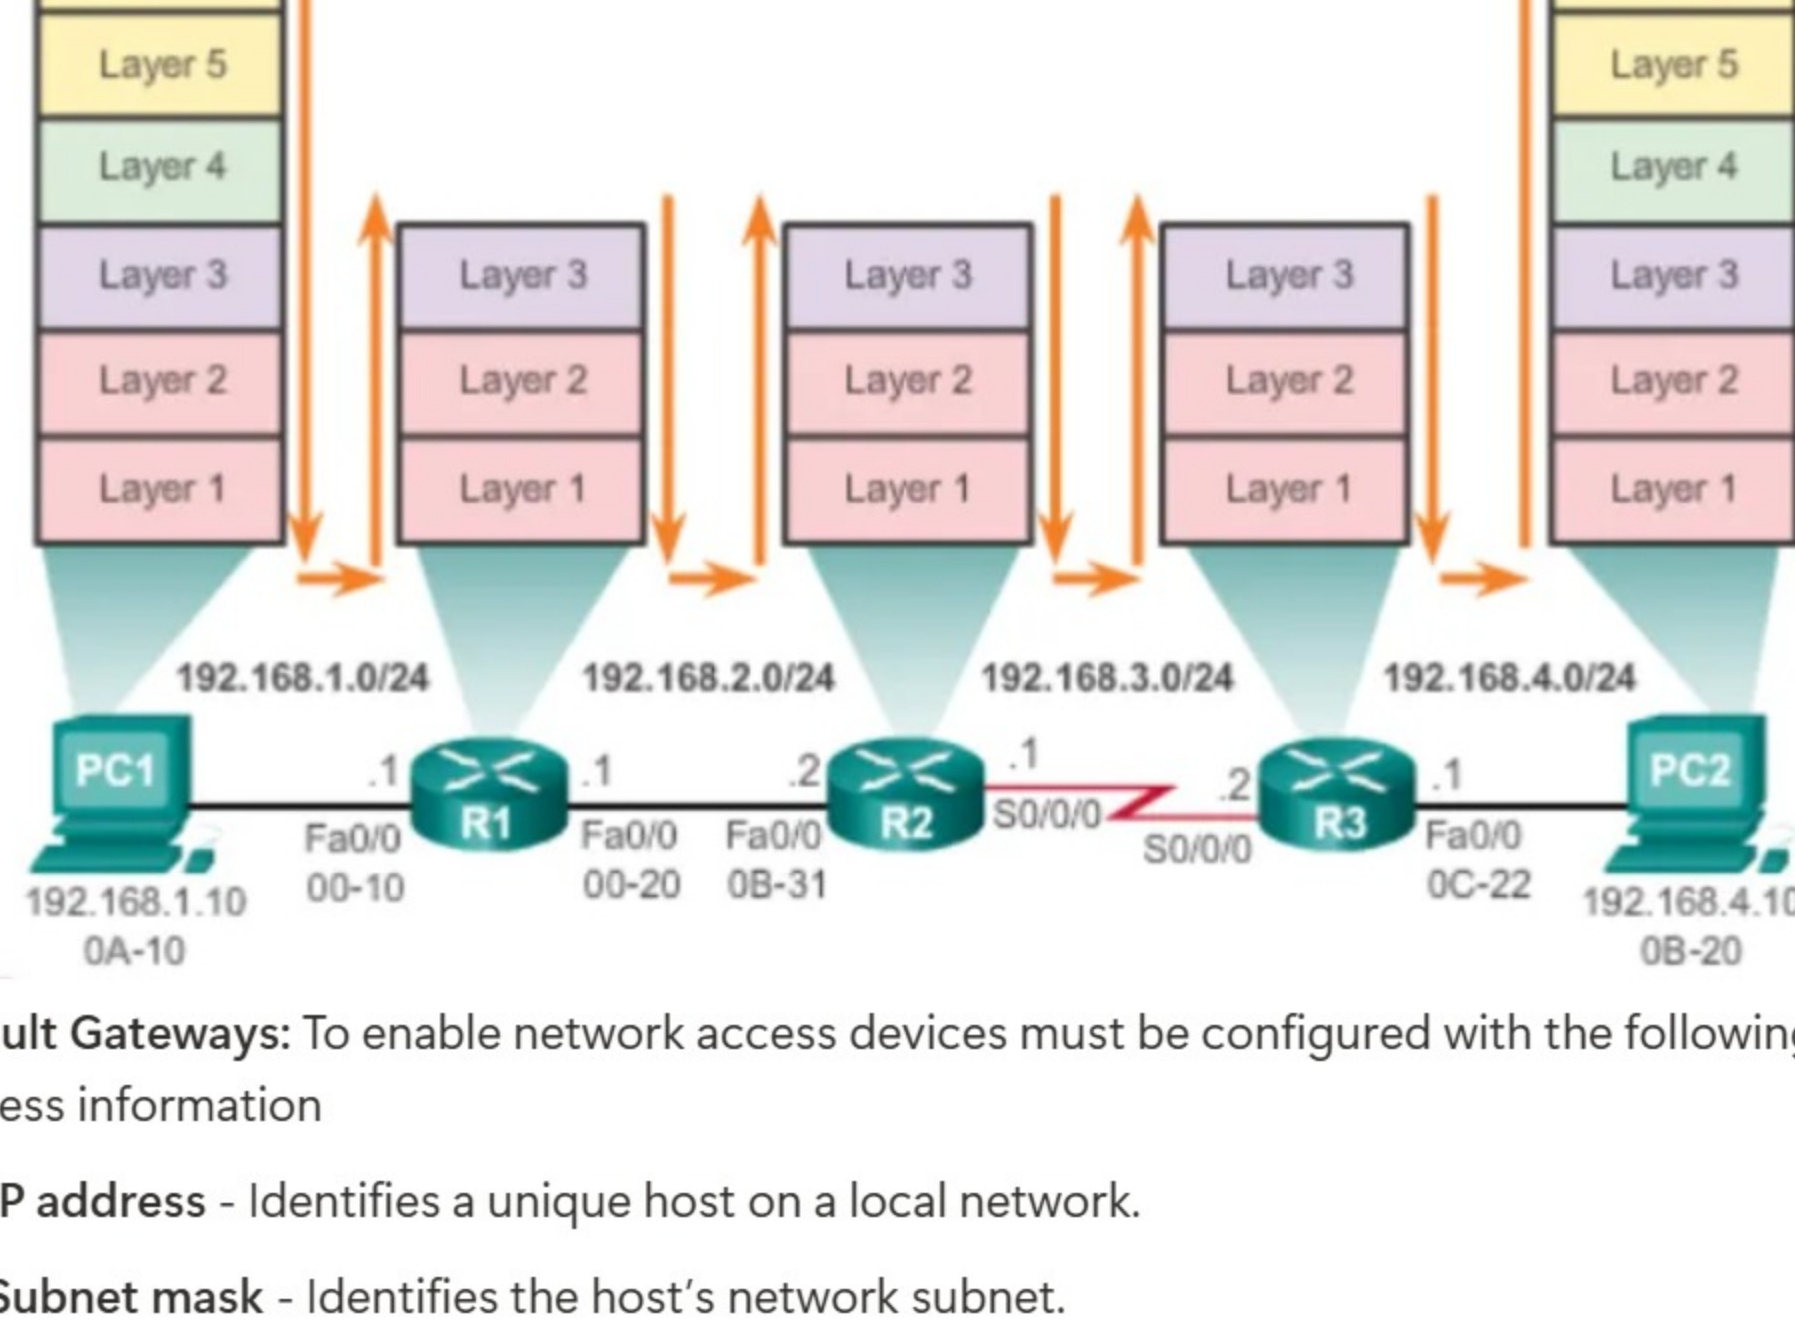 Layer 5
Layer 5
Layer 4
Layer 4
Layer 3
Layer 3
Layer 3
Layer 3
Layer 3
Layer 2
Layer 2
Layer 2
Layer 2
Layer 2
Layer 1
Layer 1
Layer 1
Layer 1
Layer 1
192.168.1.0/24 192.168.2.0/24 192.168.3.0/24 192.168.4.0/24
PC1 .1 .1 .2 .1 .2 .1 PC2
R1 R2 S0/0/0 R3
Fa0/0 Fa0/0 Fa0/0 S0/0/0 Fa0/0
00-10 00-20 0B-31 0C-22
192.168.1.10 192.168.4.10
0A-10 0B-20
ult Gateways: To enable network access devices must be configured with the following
ess information
P address - Identifies a unique host on a local network.
Subnet mask - Identifies the host’s network subnet.